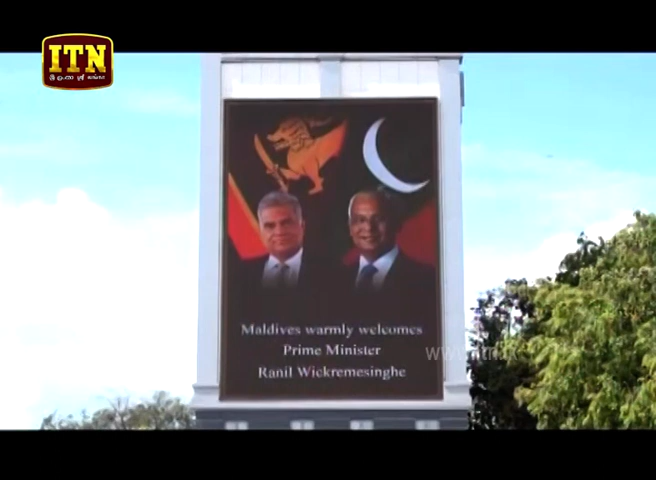 ITN
Maldives warmly welcomes
Prime Minister
Ranil Wickremesinghe